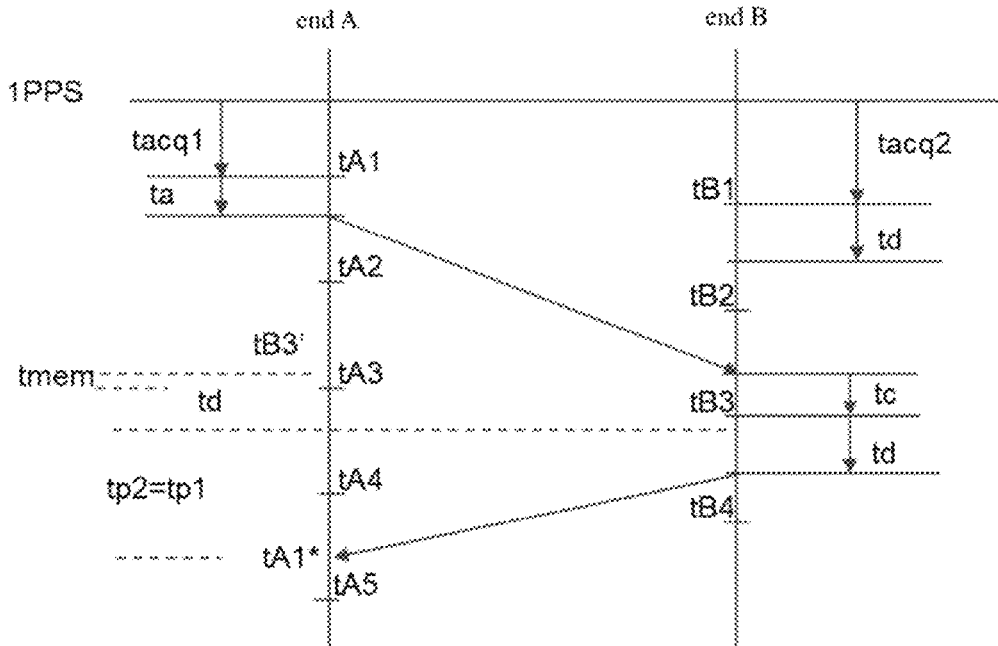 end A
end B
1PPS
tacq1
tacq2
tA1
ta
tB1
td
tA2
tB2
tB3'
tmem
tA3
td
tB3
tc
td
tp2=tp1
tA4
tB4
tA1*
tA5